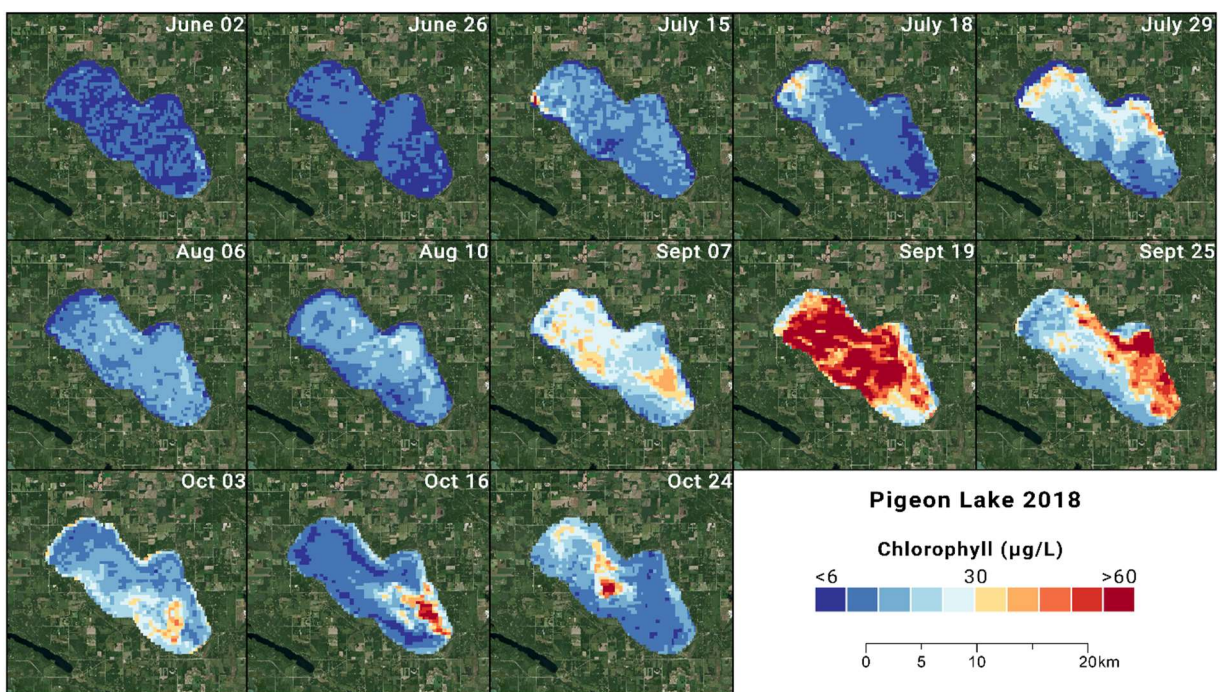 June 02
June 26
July 15
July 18
July 29
Aug 06
Aug 10
Sept 07
Sept 19
Sept 25
Oct 03
Oct 16
Oct 24
Pigeon Lake 2018
Chlorophyll (µg/L)
<6 30 >60
0 5 10 20km